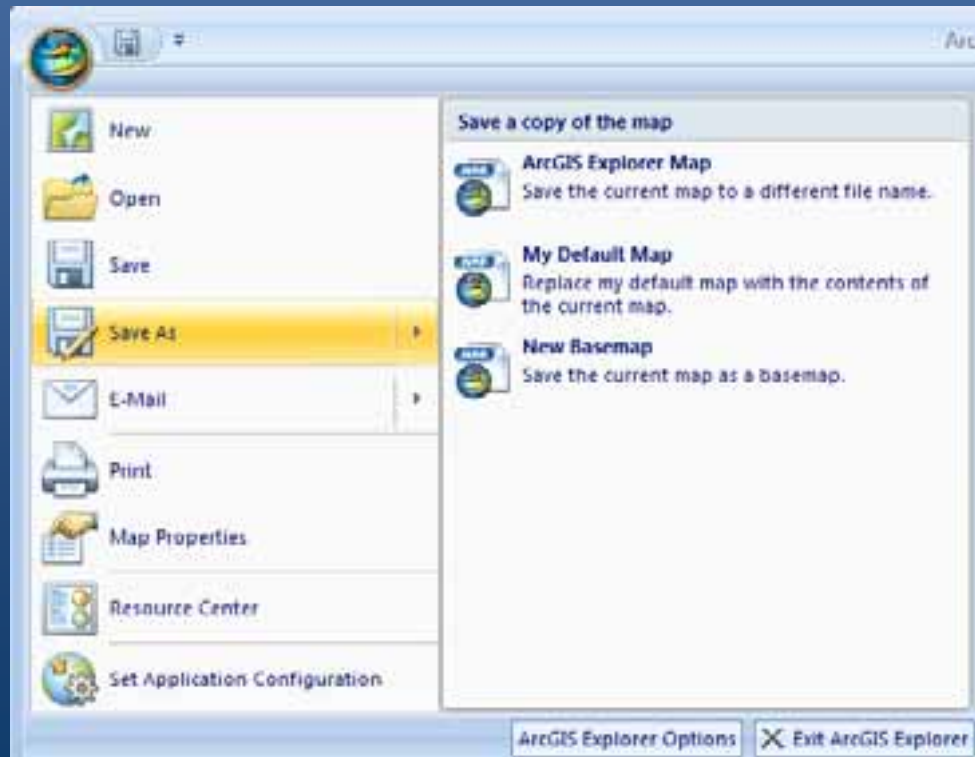 Arc
New
Open
Save
Save As
E-Mail
Print
Map Properties
Resource Center
Set Application Configuration
Save a copy of the map
ArcGIS Explorer Map
Save the current map to a different file name.
My Default Map
Replace my default map with the contents of
the current map.
New Basemap
Save the current map as a basemap.
ArcGIS Explorer Options
Exit ArcGIS Explorer